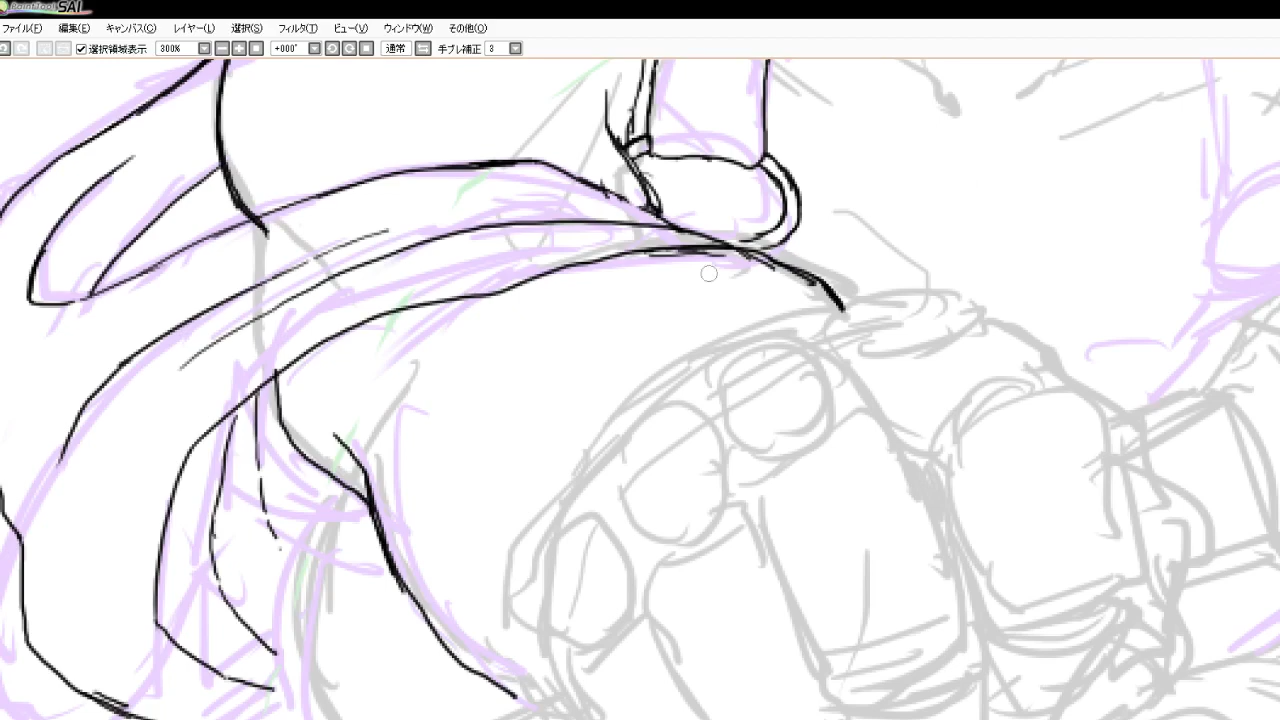 PaintTool SAI
ファイル(F) 編集(E) キャンバス(C) レイヤー(L) 選択(S) フィルタ(T) ビュー(V) ウィンドウ(W) その他(O)
選択領域表示 300% +000° 通常 手ブレ補正 3